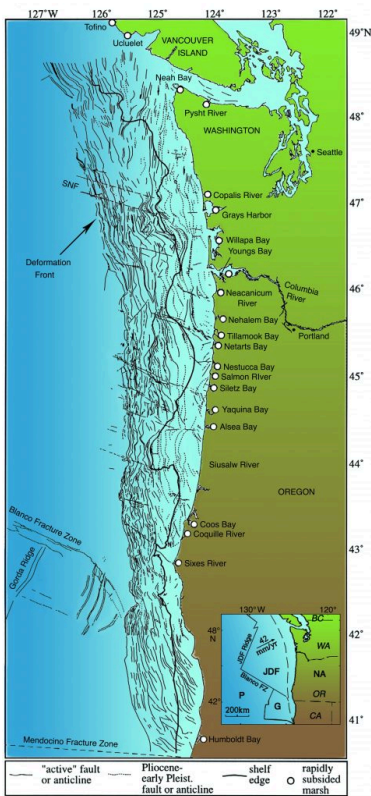 127°W 126° 125° 124° 123° 122°
49°N
Tofino
Ucluelet
VANCOUVER
ISLAND
Neah Bay
Pysht River
48°
WASHINGTON
Seattle
SNF
Copalis River
47°
Grays Harbor
Deformation
Front
Willapa Bay
Youngs Bay
46°
Columbia
River
Neacanicum
River
Nehalem Bay
Tillamook Bay
Portland
Netarts Bay
Nestucca Bay
45°
Salmon RIver
Siletz Bay
Yaquina Bay
Alsea Bay
44°
Siusalw River
OREGON
Blanco Fracture Zone
Coos Bay
Coquille River
Gorda Ridge
43°
Sixes River
130°W 120°
BC
48°
N
42
mm/yr
WA
JDF Ridge
JDF
NA
Blanco FZ
P
OR
G
42°
200km
CA
42°
41°
Mendocino Fracture Zone
Humboldt Bay
"active" fault
or anticline
Pliocene-
early Pleist.
fault or anticline
shelf
edge
rapidly
subsided
marsh